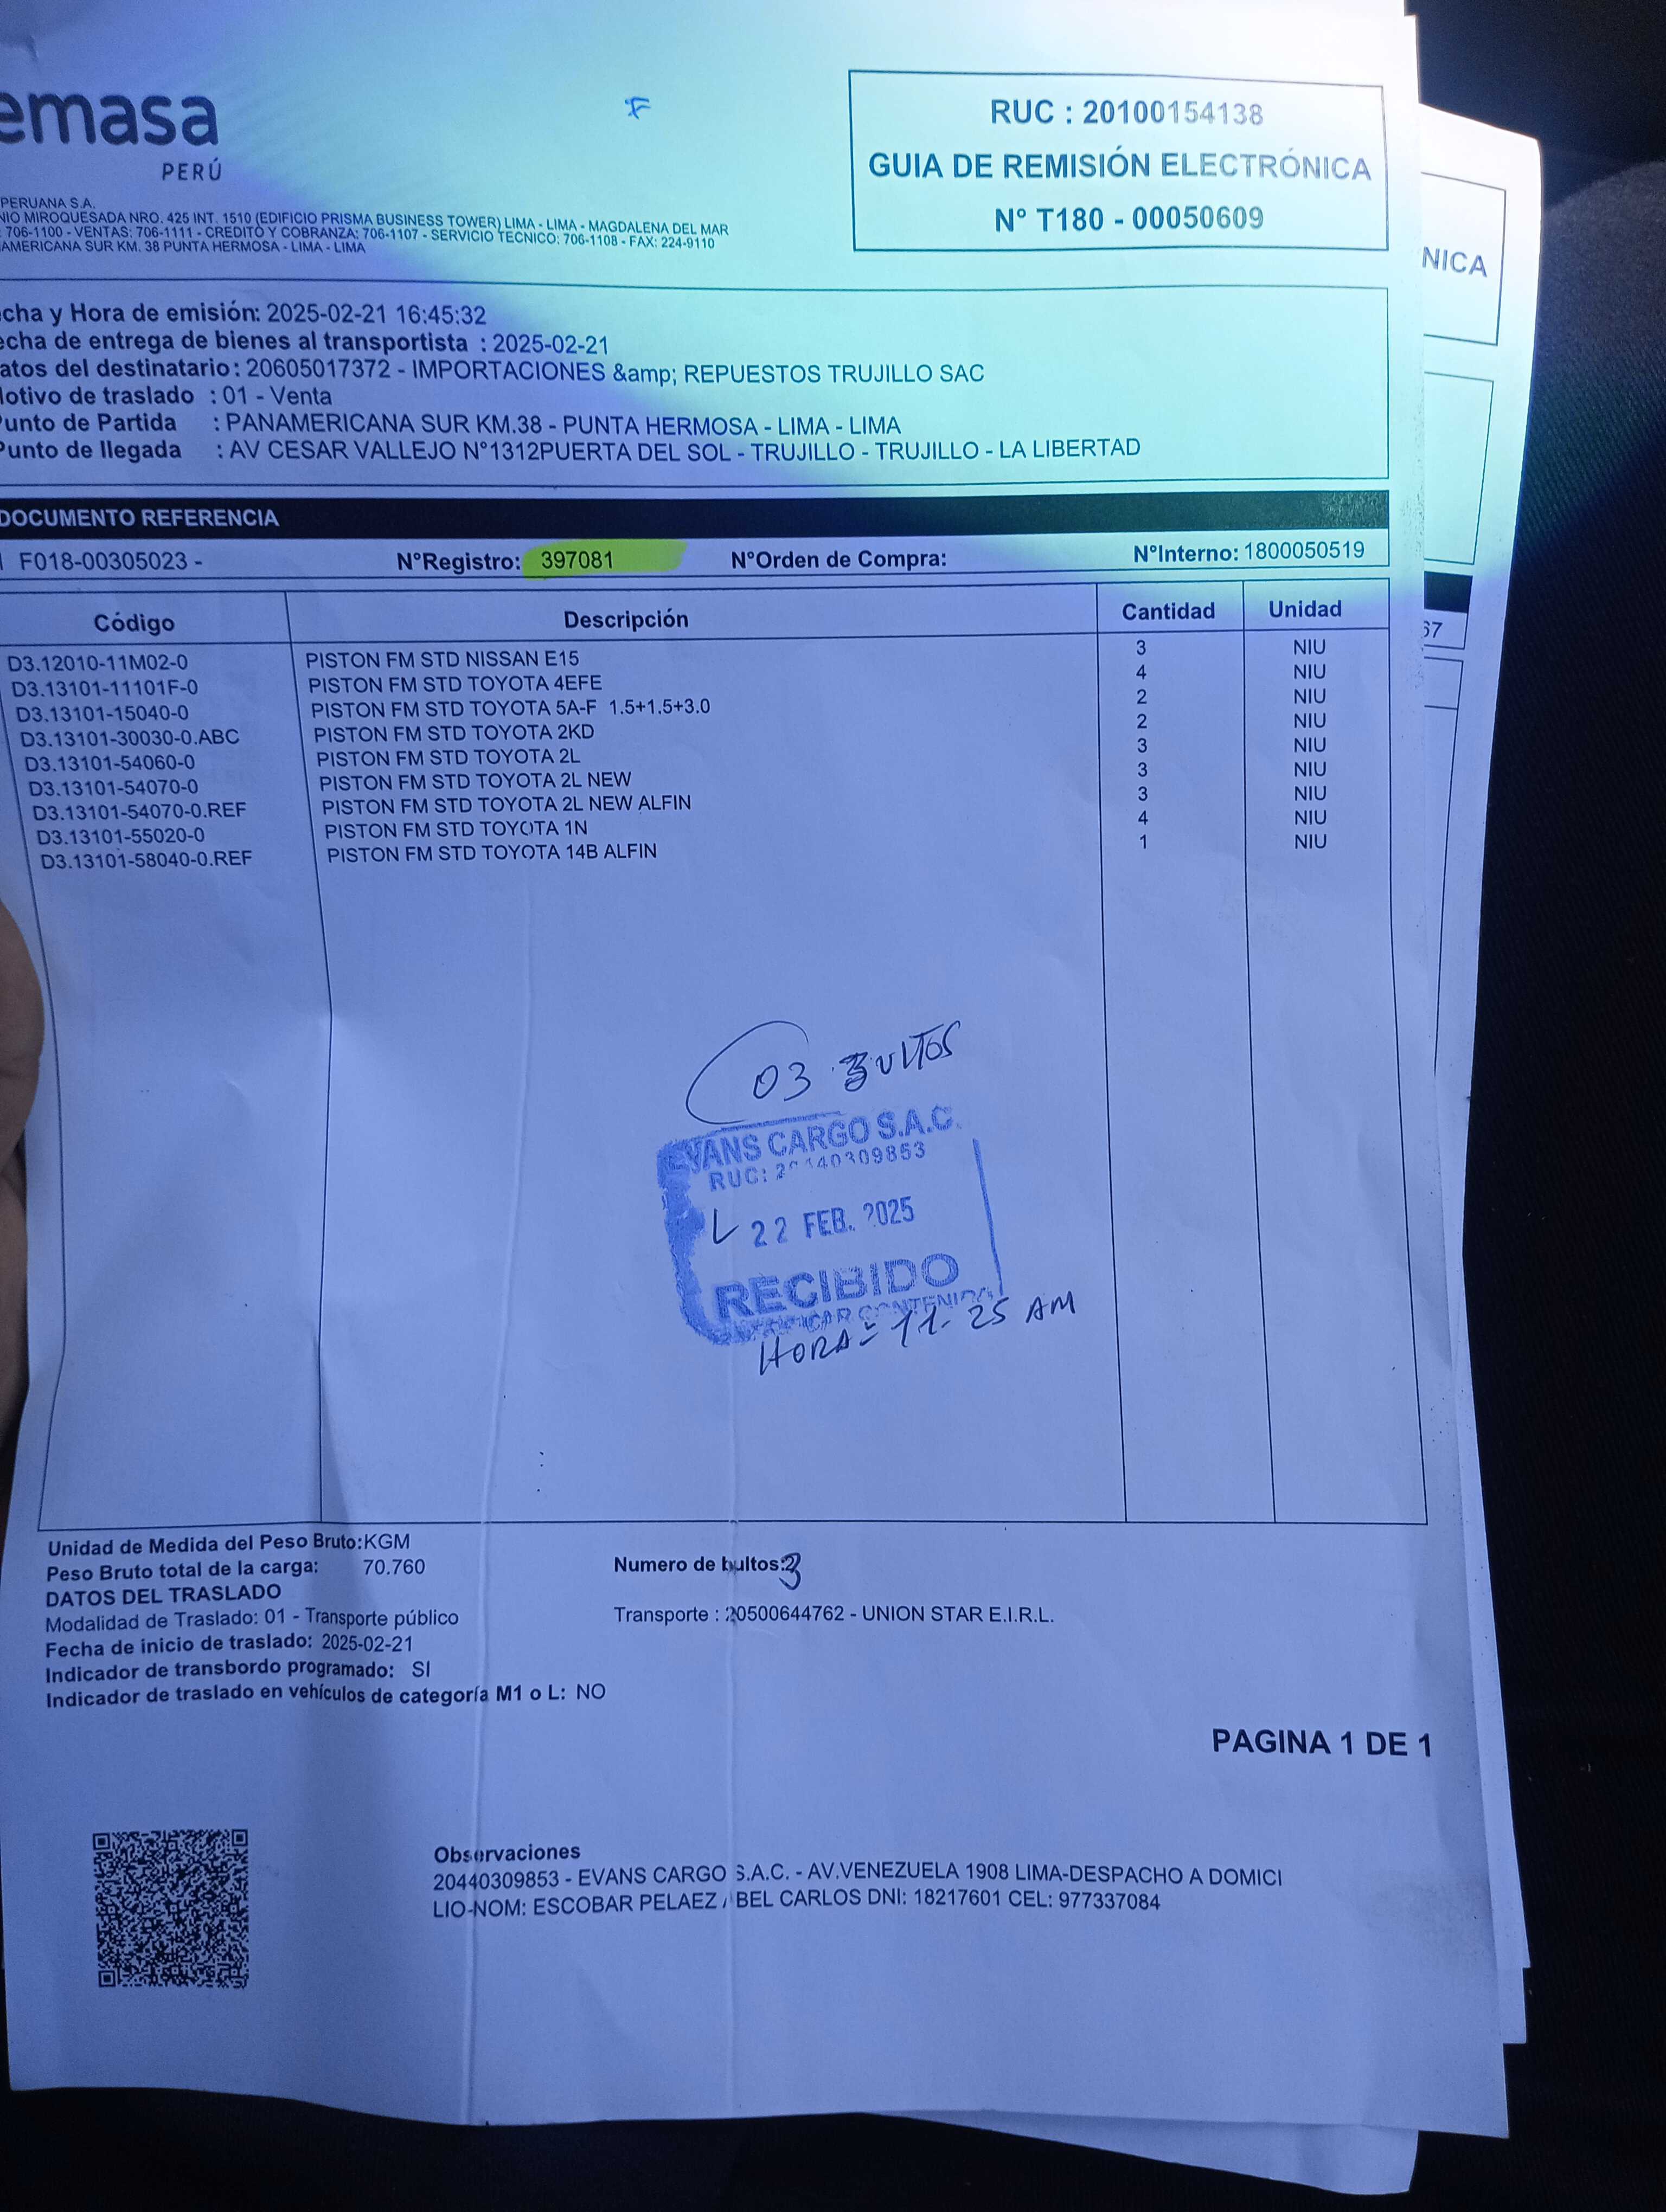 emasa
PERÚ
F
RUC : 20100154138
GUIA DE REMISIÓN ELECTRÓNICA
N° T180 - 00050609
NICA
PERUANA S.A.
NIO MIROQUESADA NRO. 425 INT. 1510 (EDIFICIO PRISMA BUSINESS TOWER) LIMA - LIMA - MAGDALENA DEL MAR
: 706-1100 - VENTAS: 706-1111 - CREDITO Y COBRANZA: 706-1107 - SERVICIO TECNICO: 706-1108 - FAX: 224-9110
AMERICANA SUR KM. 38 PUNTA HERMOSA - LIMA - LIMA
echa y Hora de emisión: 2025-02-21 16:45:32
echa de entrega de bienes al transportista : 2025-02-21
atos del destinatario : 20605017372 - IMPORTACIONES &amp; REPUESTOS TRUJILLO SAC
Motivo de traslado : 01 - Venta
Punto de Partida : PANAMERICANA SUR KM.38 - PUNTA HERMOSA - LIMA - LIMA
Punto de llegada : AV CESAR VALLEJO N°1312PUERTA DEL SOL - TRUJILLO - TRUJILLO - LA LIBERTAD
DOCUMENTO REFERENCIA
F018-00305023 - N°Registro: 397081 N°Orden de Compra: N°Interno: 1800050519
67
Código Descripción Cantidad Unidad
D3.12010-11M02-0 PISTON FM STD NISSAN E15 3 NIU
D3.13101-11101F-0 PISTON FM STD TOYOTA 4EFE 4 NIU
D3.13101-15040-0 PISTON FM STD TOYOTA 5A-F 1.5+1.5+3.0 2 NIU
D3.13101-30030-0.ABC PISTON FM STD TOYOTA 2KD 2 NIU
D3.13101-54060-0 PISTON FM STD TOYOTA 2L 3 NIU
D3.13101-54070-0 PISTON FM STD TOYOTA 2L NEW 3 NIU
D3.13101-54070-0.REF PISTON FM STD TOYOTA 2L NEW ALFIN 3 NIU
D3.13101-55020-0 PISTON FM STD TOYOTA 1N 4 NIU
D3.13101-58040-0.REF PISTON FM STD TOYOTA 14B ALFIN 1 NIU
03 BULTOS
EVANS CARGO S.A.C.
RUC: 20440309853
22 FEB. 2025
RECIBIDO
CONTENIDO
HORA = 11.25 AM
Unidad de Medida del Peso Bruto: KGM
Peso Bruto total de la carga: 70.760 Numero de bultos: 3
DATOS DEL TRASLADO
Modalidad de Traslado: 01 - Transporte público Transporte : 20500644762 - UNION STAR E.I.R.L.
Fecha de inicio de traslado: 2025-02-21
Indicador de transbordo programado: SI
Indicador de traslado en vehículos de categoría M1 o L: NO
PAGINA 1 DE 1
Observaciones
20440309853 - EVANS CARGO S.A.C. - AV.VENEZUELA 1908 LIMA-DESPACHO A DOMICI
LIO-NOM: ESCOBAR PELAEZ ABEL CARLOS DNI: 18217601 CEL: 977337084